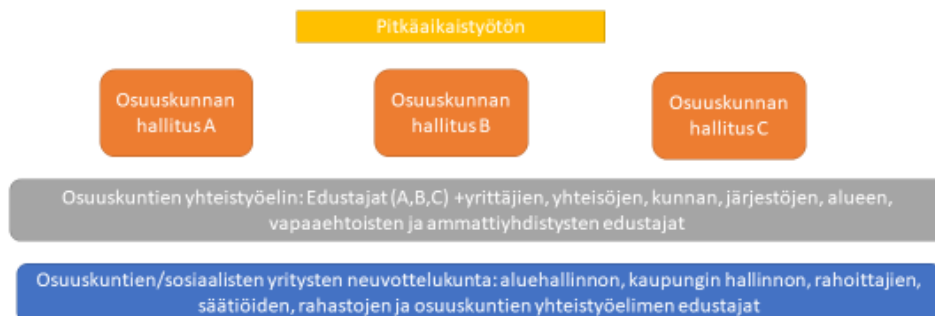 Pitkäaikaistyötön
Osuuskunnan
hallitus A
Osuuskunnan
hallitus B
Osuuskunnan
hallitus C
Osuuskuntien yhteistyöelin: Edustajat (A,B,C) +yrittäjien, yhteisöjen, kunnan, järjestöjen, alueen,
vapaaehtoisten ja ammattiyhdistysten edustajat
Osuuskuntien/sosiaalisten yritysten neuvottelukunta: aluehallinnon, kaupungin hallinnon, rahoittajien,
säätiöiden, rahastojen ja osuuskuntien yhteistyöelimen edustajat